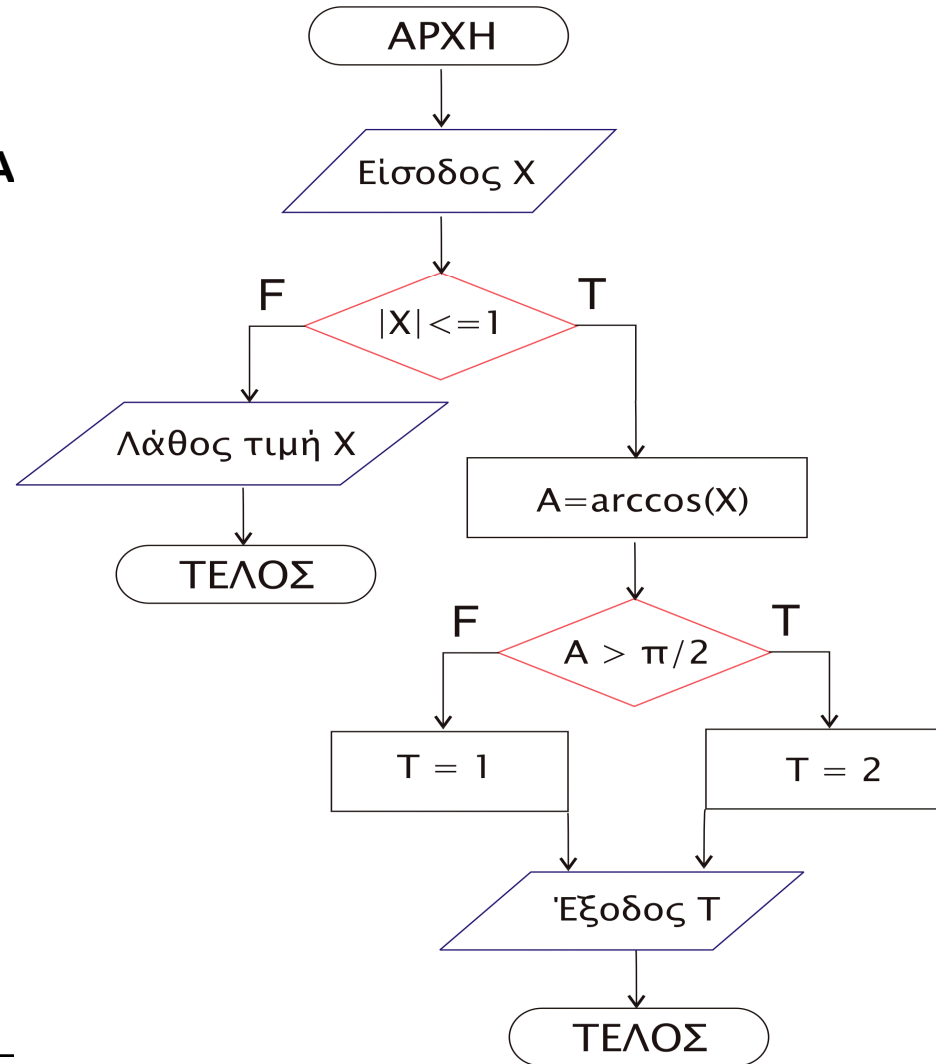 ΑΡΧΗ
Α
Είσοδος Χ
F
T
|X|<=1
Λάθος τιμή Χ
A=arccos(X)
ΤΕΛΟΣ
F
T
A > π/2
T = 1
T = 2
Έξοδος Τ
ΤΕΛΟΣ